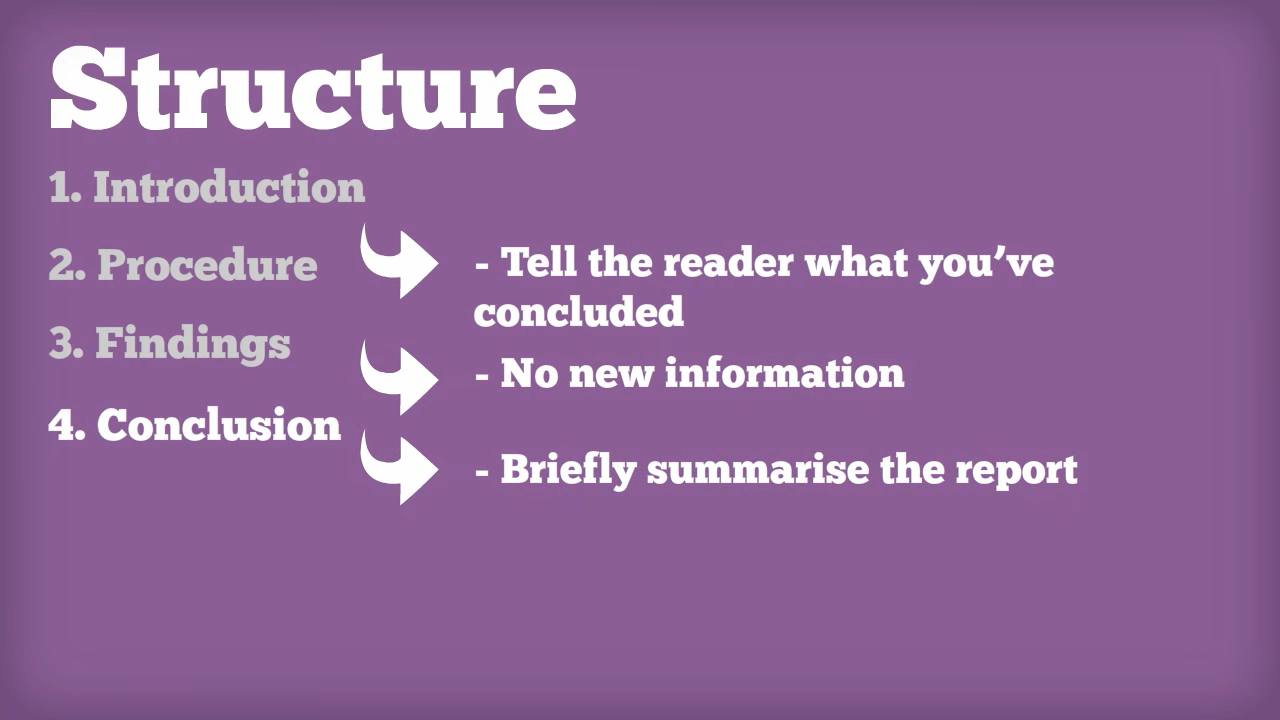 Structure
1. Introduction
2. Procedure
3. Findings
4. Conclusion
- Tell the reader what you’ve
concluded
- No new information
- Briefly summarise the report